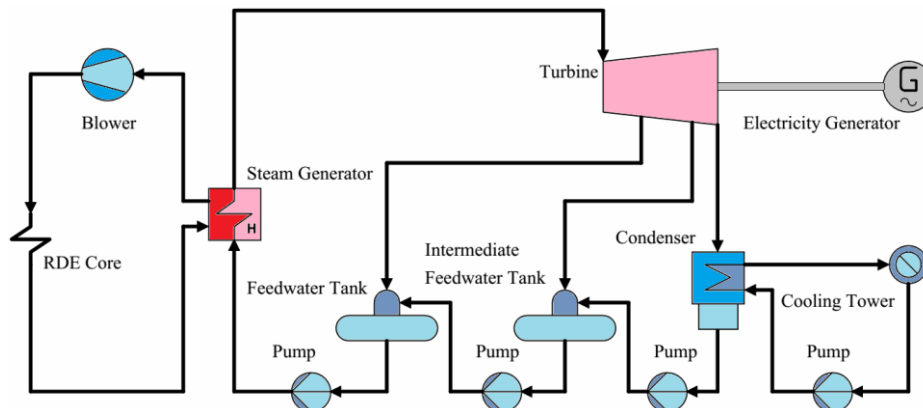 Turbine
G
Electricity Generator
Blower
Steam Generator
H
RDE Core
Intermediate
Feedwater Tank
Condenser
Feedwater Tank
Cooling Tower
Pump
Pump
Pump
Pump